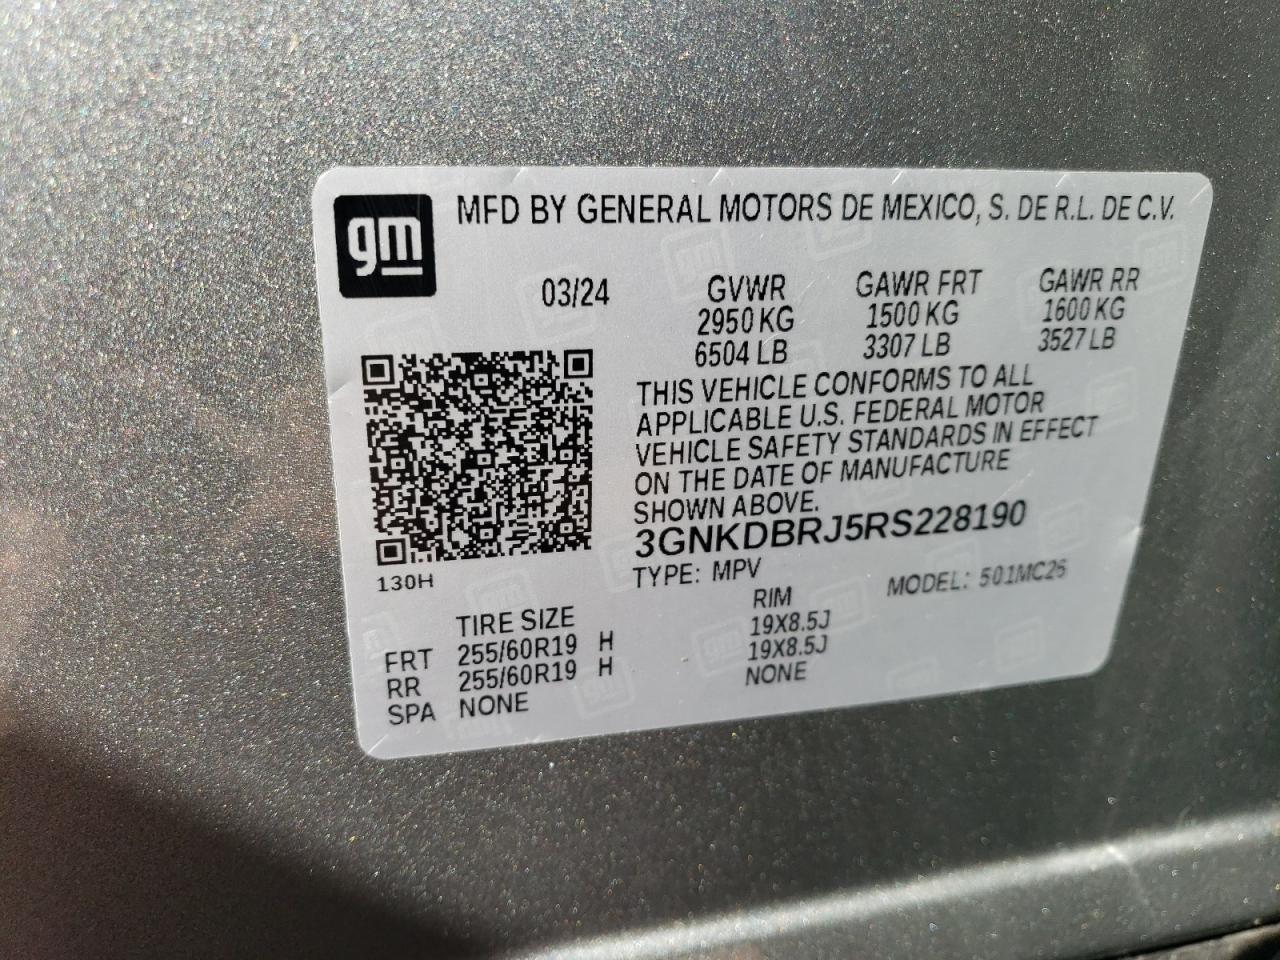 gm
MFD BY GENERAL MOTORS DE MEXICO, S. DE R.L. DE C.V.
03/24 GVWR GAWR FRT GAWR RR
2950 KG 1500 KG 1600 KG
6504 LB 3307 LB 3527 LB
THIS VEHICLE CONFORMS TO ALL
APPLICABLE U.S. FEDERAL MOTOR
VEHICLE SAFETY STANDARDS IN EFFECT
ON THE DATE OF MANUFACTURE
SHOWN ABOVE.
3GNKDBRJ5RS228190
130H
TYPE: MPV MODEL: 501MC26
TIRE SIZE RIM
FRT 255/60R19 H 19X8.5J
RR 255/60R19 H 19X8.5J
SPA NONE NONE